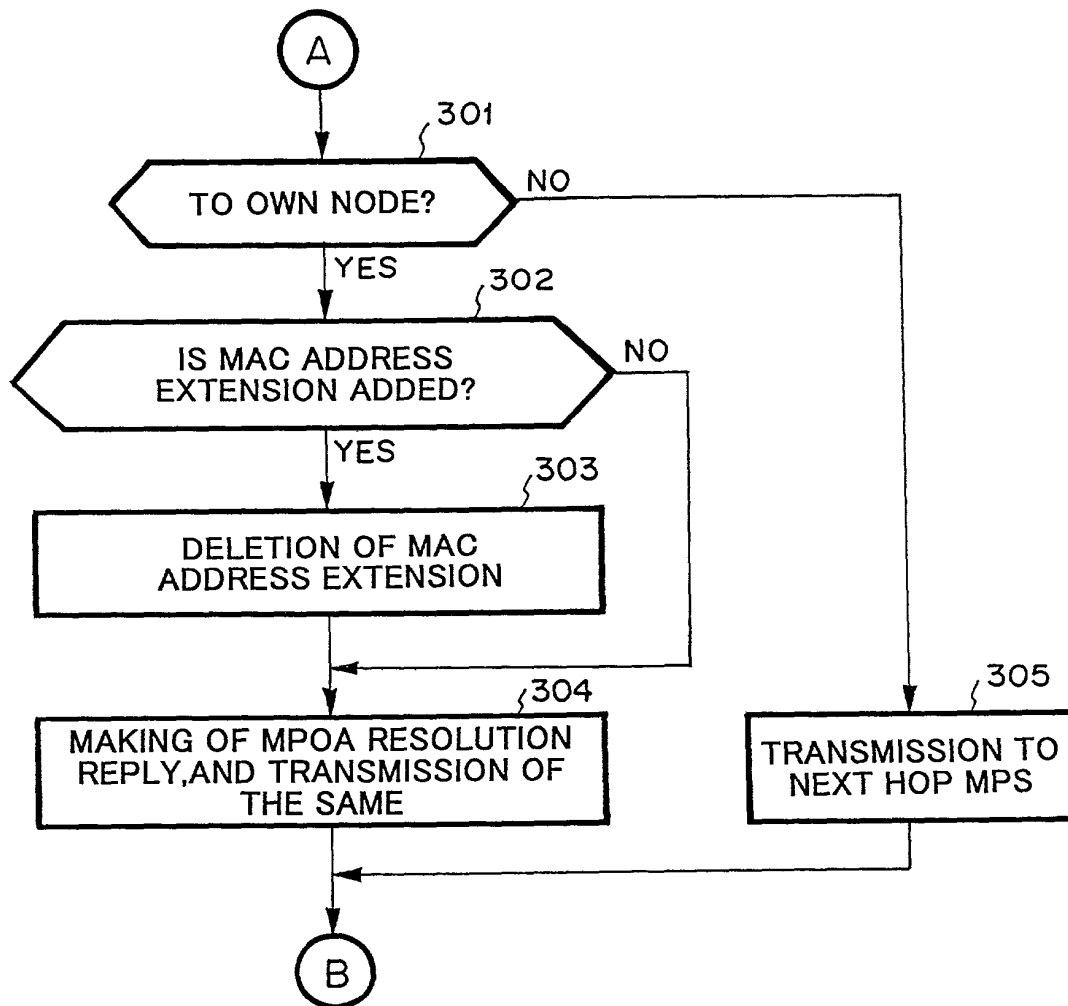 A
301
TO OWN NODE?
NO
YES
302
IS MAC ADDRESS
EXTENSION ADDED?
NO
YES
303
DELETION OF MAC
ADDRESS EXTENSION
304
MAKING OF MPOA RESOLUTION
REPLY,AND TRANSMISSION OF
THE SAME
305
TRANSMISSION TO
NEXT HOP MPS
B